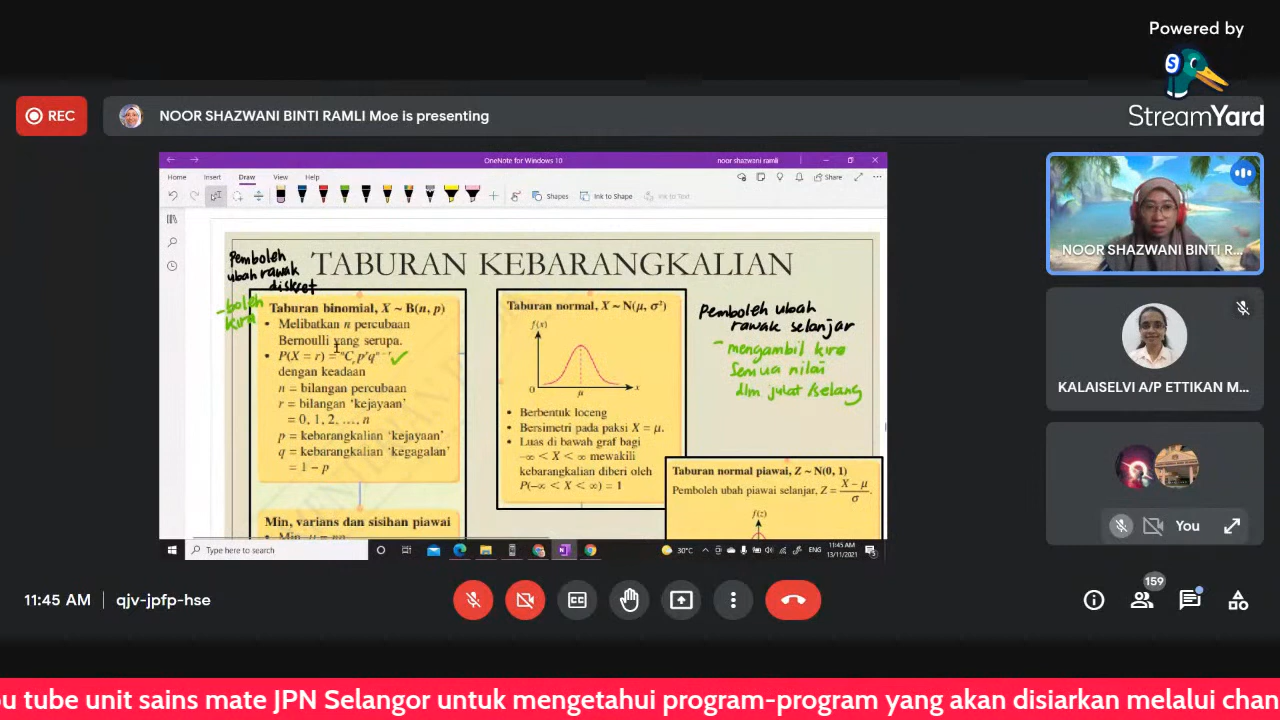 Powered by
S
StreamYard
REC
NOOR SHAZWANI BINTI RAMLI Moe is presenting
OneNote for Windows 10
noor shazwani ramli
Home Insert Draw View Help
Share
Shapes
Ink to Shape
Ink to Text
TABURAN KEBARANGKALIAN
Pemboleh
ubah rawak
diskret
- boleh
kira
Taburan binomial, X ~ B(n, p)
• Melibatkan n percubaan
Bernoulli yang serupa.
• P(X = r) = ⁿCᵣ pʳqⁿ⁻ʳ ✓
dengan keadaan
n = bilangan percubaan
r = bilangan ‘kejayaan’
= 0, 1, 2, …, n
p = kebarangkalian ‘kejayaan’
q = kebarangkalian ‘kegagalan’
= 1 – p
Min, varians dan sisihan piawai
• Min, μ = np
Taburan normal, X ~ N(μ, σ²)
f(x)
0 μ x
• Berbentuk loceng
• Bersimetri pada paksi X = μ.
• Luas di bawah graf bagi
–∞ < X < ∞ mewakili
kebarangkalian diberi oleh
P(–∞ < X < ∞) = 1
Pemboleh ubah
rawak selanjar
- mengambil kira
semua nilai
dlm julat/selang
Taburan normal piawai, Z ~ N(0, 1)
Pemboleh ubah piawai selanjar, Z = (X – μ)/σ.
f(z)
Type here to search
30°C
ENG
11:45 AM
13/11/2021
NOOR SHAZWANI BINTI R...
KALAISELVI A/P ETTIKAN M...
You
11:45 AM | qjv-jpfp-hse
CC
159
u tube unit sains mate JPN Selangor untuk mengetahui program-program yang akan disiarkan melalui chan